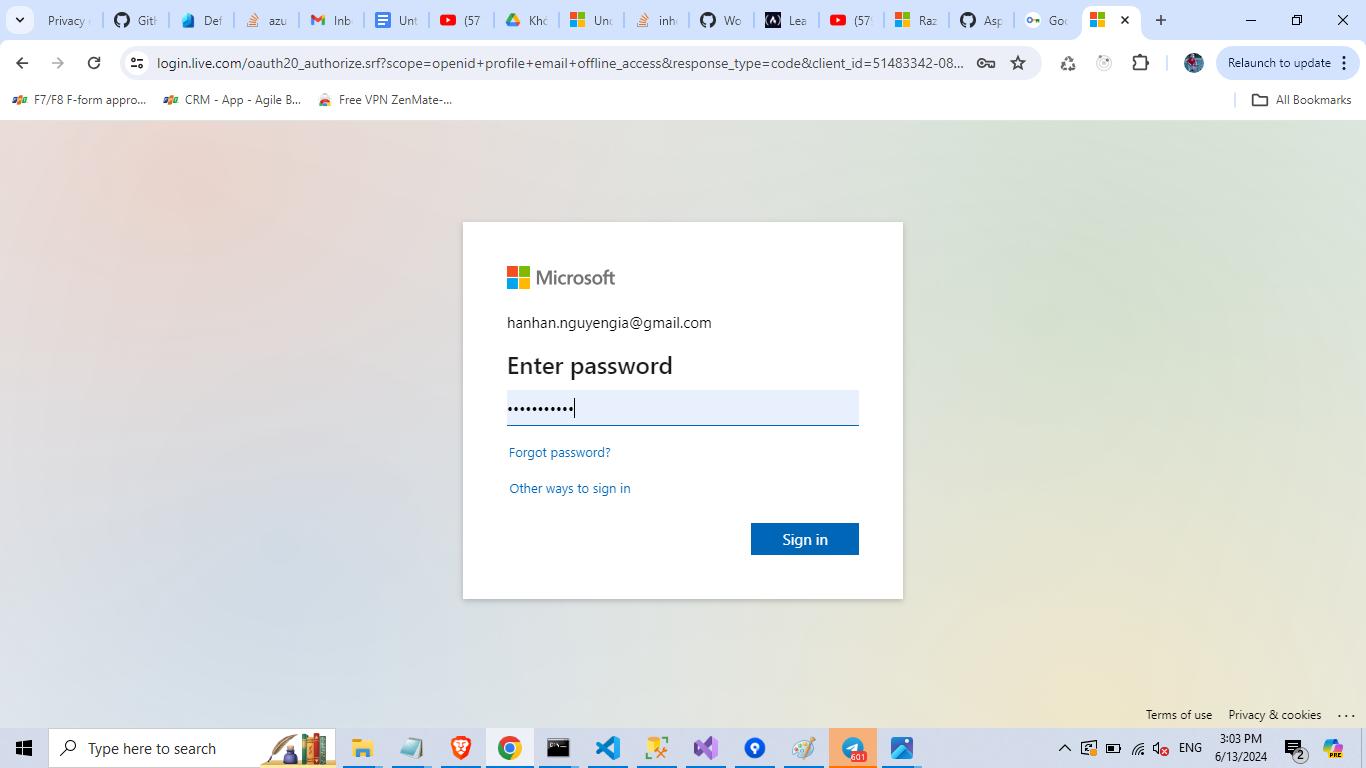 Privacy
Gith
Def
azu
Inb
Unt
(57
Khe
Unc
inhe
Wo
Lea
(579
Raz
Asp
Goo
login.live.com/oauth20_authorize.srf?scope=openid+profile+email+offline_access&response_type=code&client_id=51483342-08...
Relaunch to update
F7/F8 F-form appro...
CRM - App - Agile B...
Free VPN ZenMate-...
All Bookmarks
Microsoft
hanhan.nguyengia@gmail.com
Enter password
•••••••••••
Forgot password?
Other ways to sign in
Sign in
Terms of use
Privacy & cookies
...
Type here to search
601
ENG
3:03 PM
6/13/2024
2
PRE